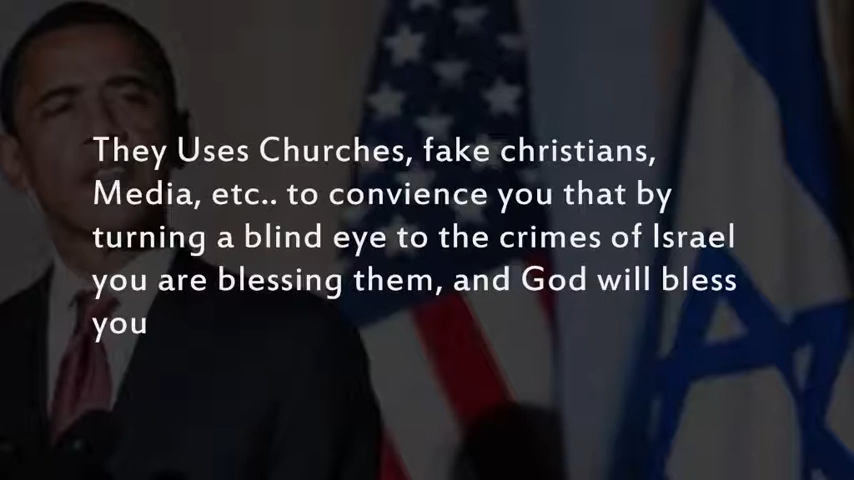 They Uses Churches, fake christians,
Media, etc.. to convience you that by
turning a blind eye to the crimes of Israel
you are blessing them, and God will bless
you